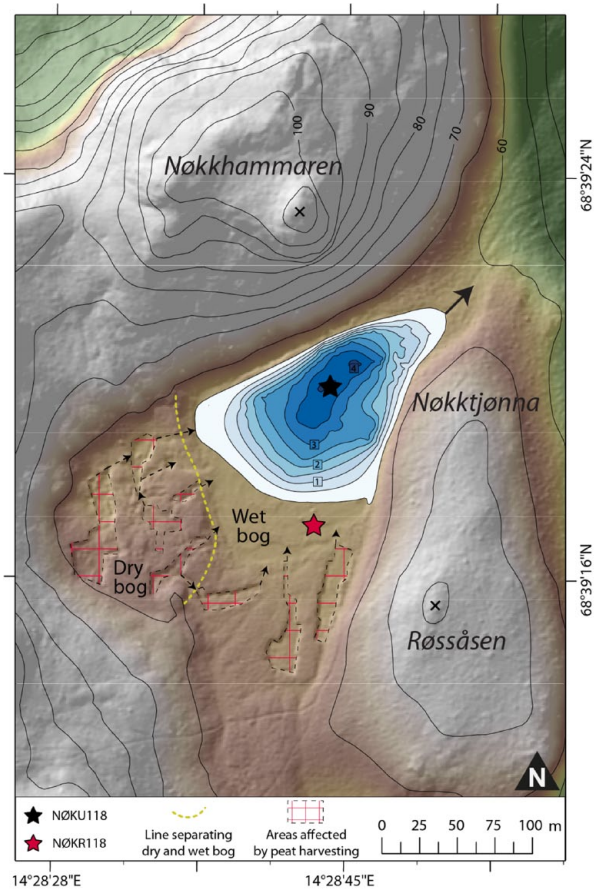 Nøkkhammaren
100
90
80
70
60
68°39'24"N
4
Nøkktjønna
3
2
1
Wet
bog
Dry
bog
68°39'16"N
Røssåsen
N
NØKU118
NØKR118
Line separating
dry and wet bog
Areas affected
by peat harvesting
0 25 50 75 100 m
14°28'28"E
14°28'45"E